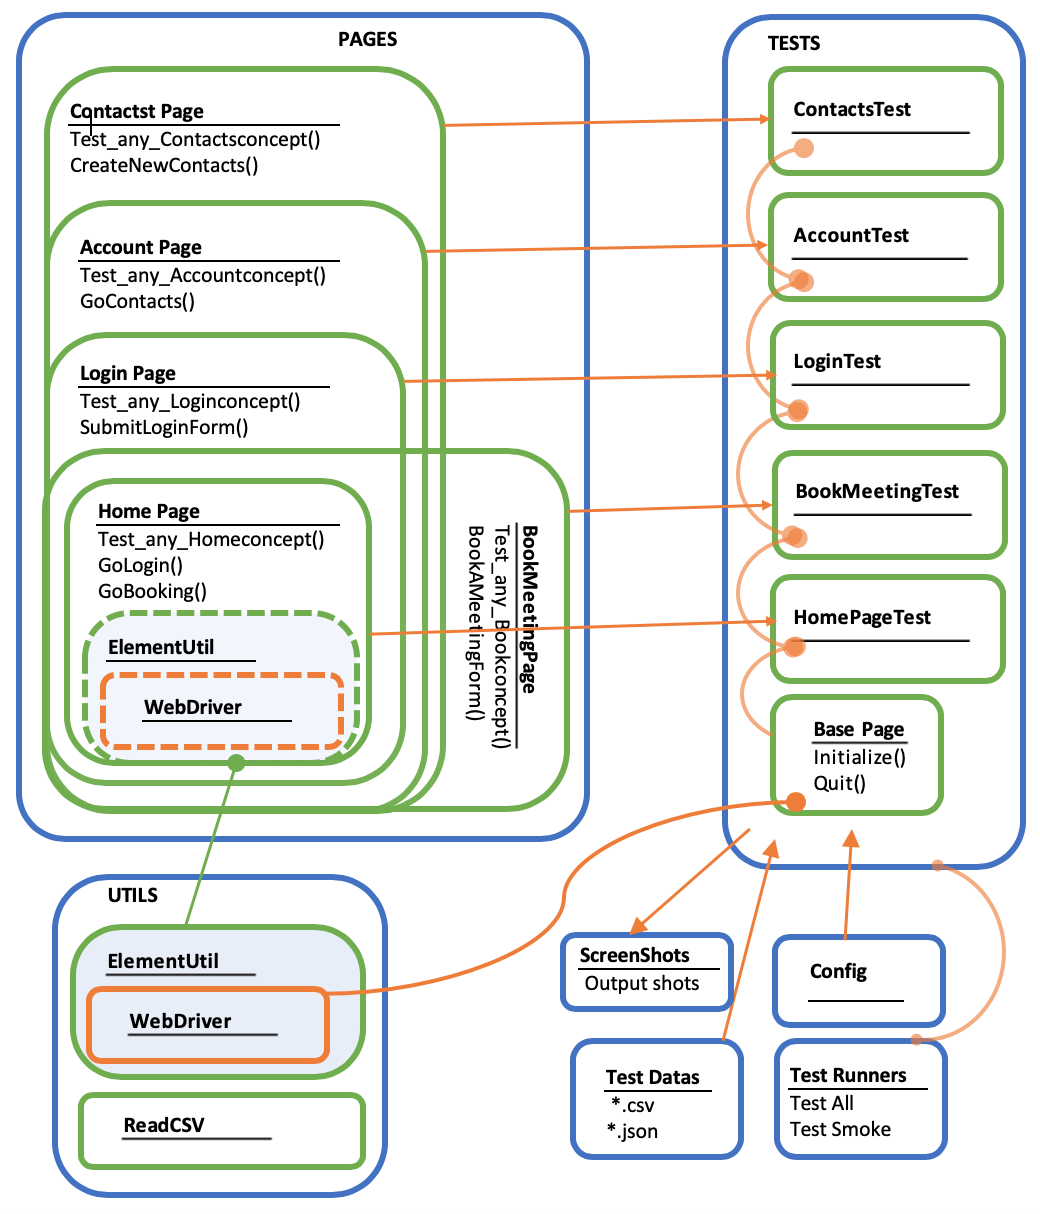 PAGES
Contactst Page
Test_any_Contactsconcept()
CreateNewContacts()
Account Page
Test_any_Accountconcept()
GoContacts()
Login Page
Test_any_Loginconcept()
SubmitLoginForm()
Home Page
Test_any_Homeconcept()
GoLogin()
GoBooking()
ElementUtil
WebDriver
BookMeetingPage
Test_any_Bookconcept()
BookAMeetingForm()
TESTS
ContactsTest
AccountTest
LoginTest
BookMeetingTest
HomePageTest
Base Page
Initialize()
Quit()
UTILS
ElementUtil
WebDriver
ReadCSV
ScreenShots
Output shots
Config
Test Datas
*.csv
*.json
Test Runners
Test All
Test Smoke